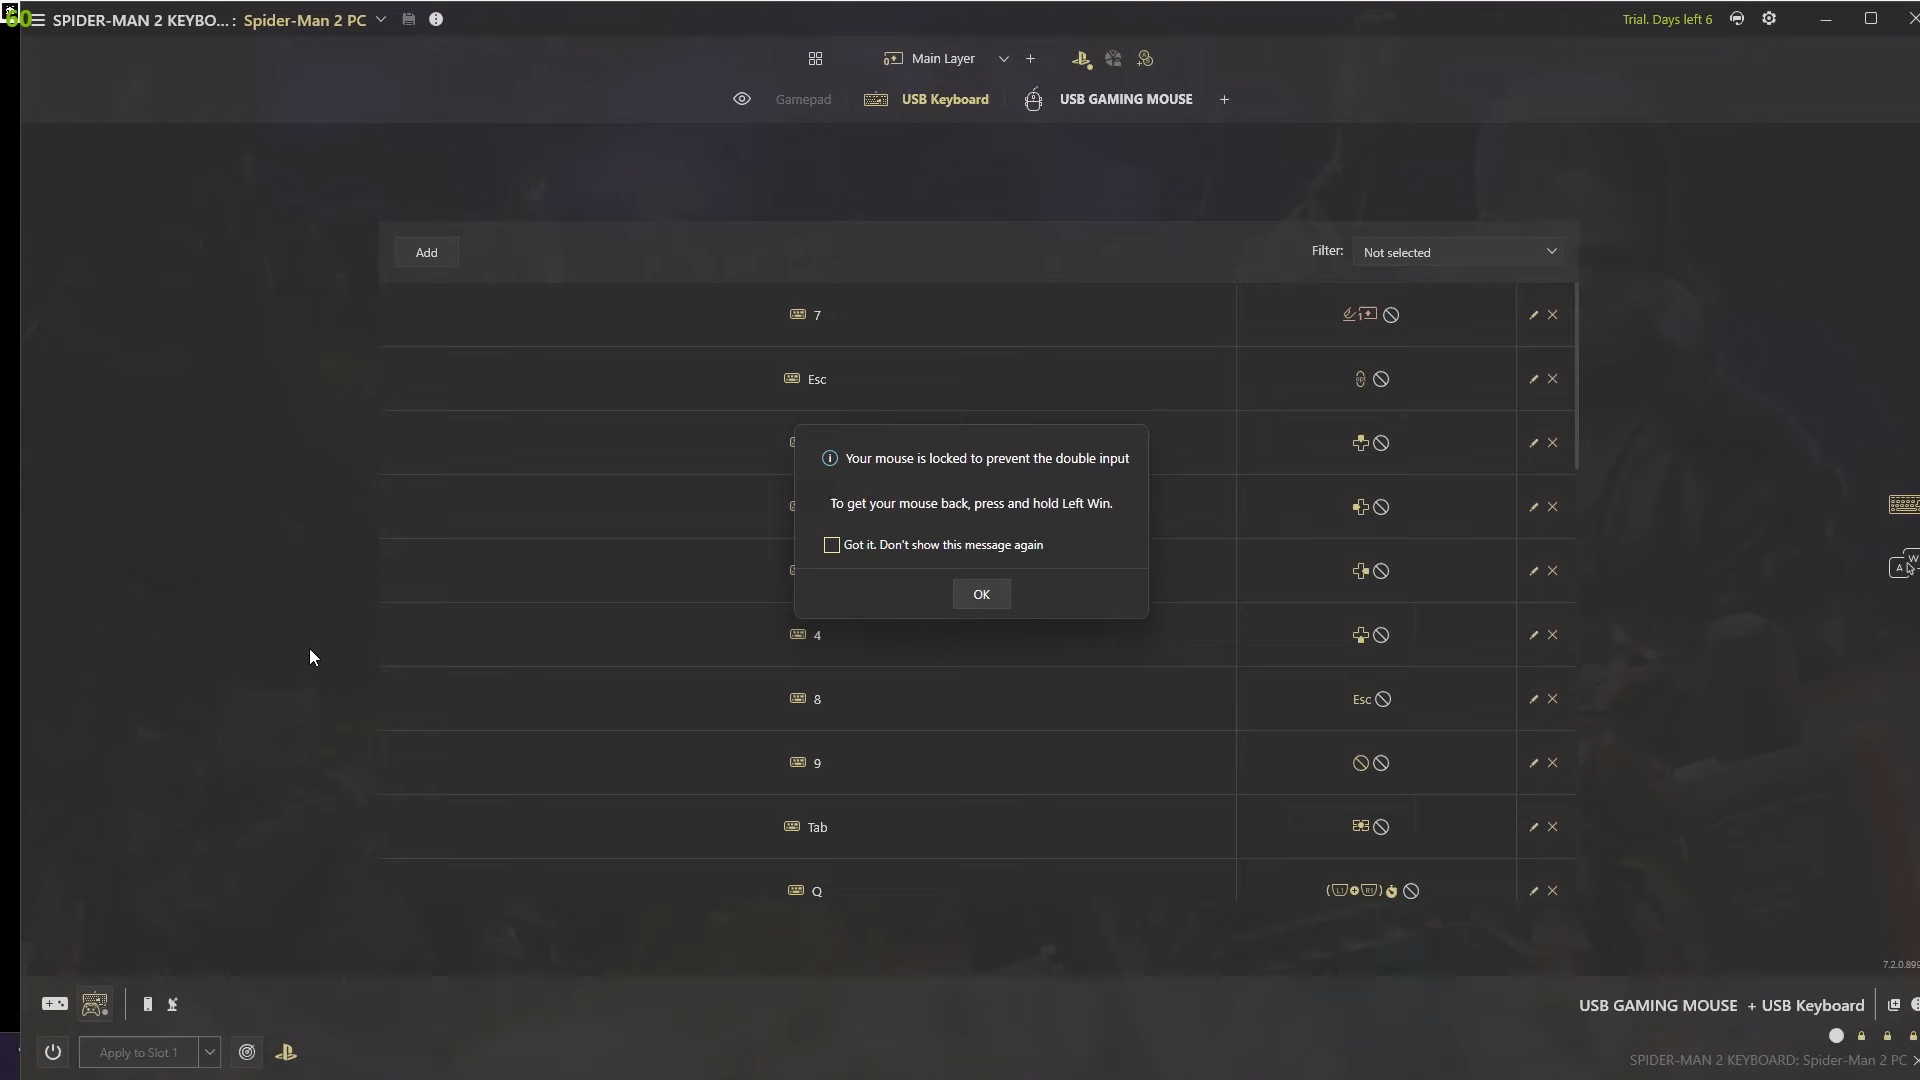 60
SPIDER-MAN 2 KEYBO... : Spider-Man 2 PC
Trial. Days left 6
Main Layer
Gamepad
USB Keyboard
USB GAMING MOUSE
Add
Filter:
Not selected
7
Esc
Your mouse is locked to prevent the double input
To get your mouse back, press and hold Left Win.
Got it. Don't show this message again
OK
4
8
Esc
9
Tab
Q
(L1 R1)
A W
7.2.0.899
USB GAMING MOUSE + USB Keyboard
Apply to Slot 1
SPIDER-MAN 2 KEYBOARD: Spider-Man 2 PC